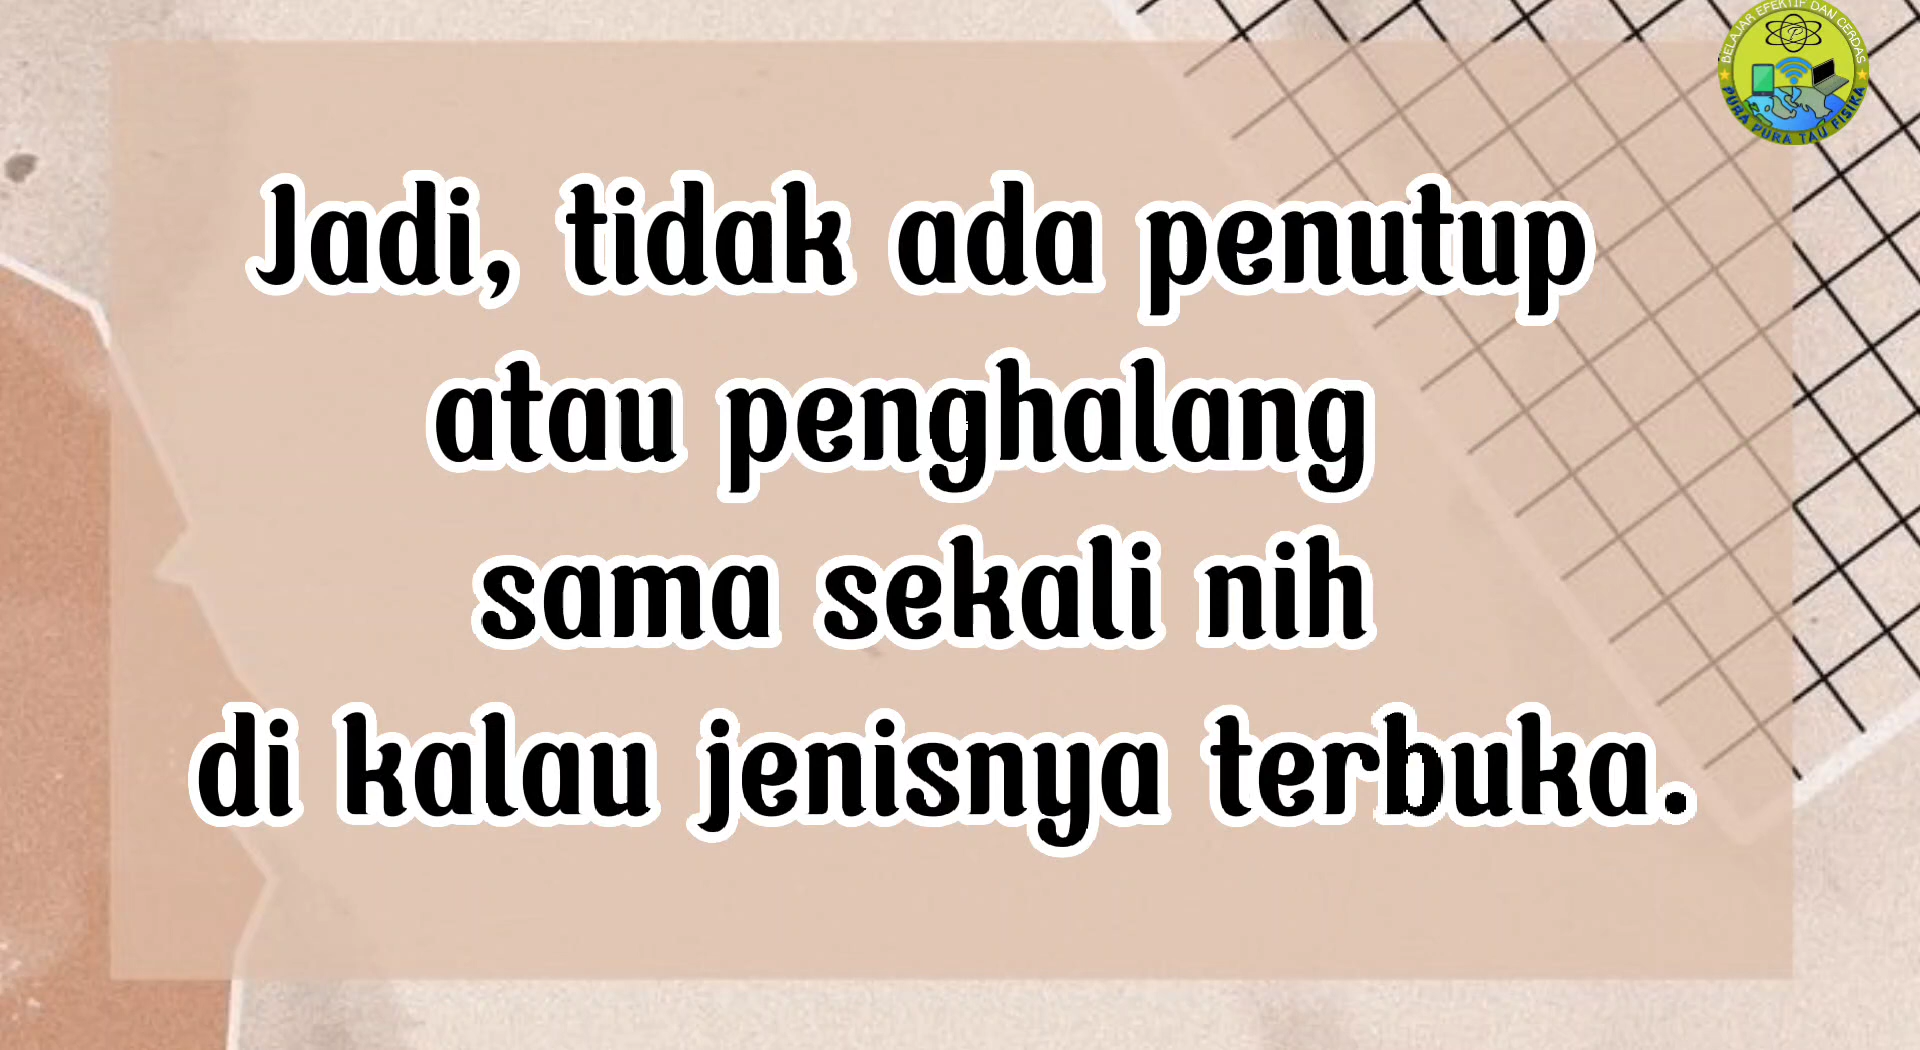 BELAJAR EFEKTIF DAN CERDAS
PURA PURA TAU FISIKA
Jadi, tidak ada penutup
atau penghalang
sama sekali nih
di kalau jenisnya terbuka.